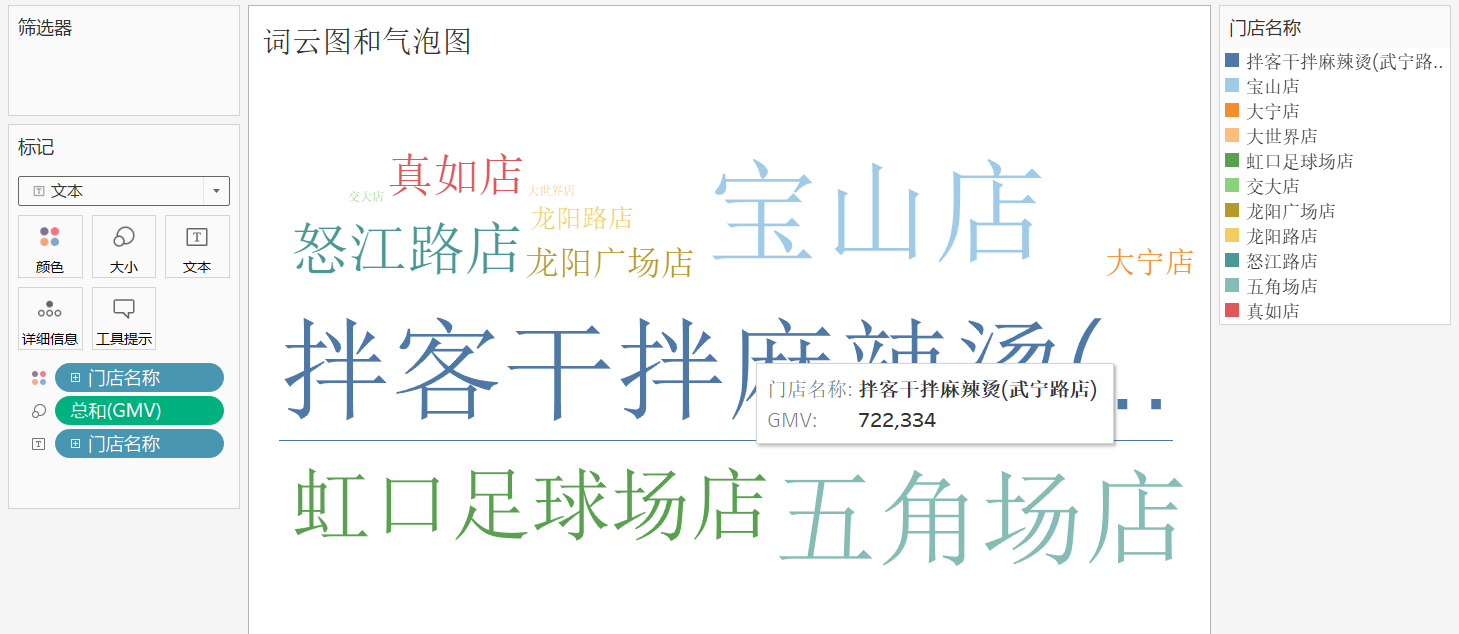 筛选器
标记
文本
颜色
大小
文本
详细信息
工具提示
门店名称
总和(GMV)
门店名称
词云图和气泡图
真如店
交大店
大世界店
龙阳路店
怒江路店
龙阳广场店
宝山店
大宁店
拌客干拌麻辣烫(..
门店名称: 拌客干拌麻辣烫(武宁路店)
GMV: 722,334
虹口足球场店
五角场店
门店名称
拌客干拌麻辣烫(武宁路..
宝山店
大宁店
大世界店
虹口足球场店
交大店
龙阳广场店
龙阳路店
怒江路店
五角场店
真如店